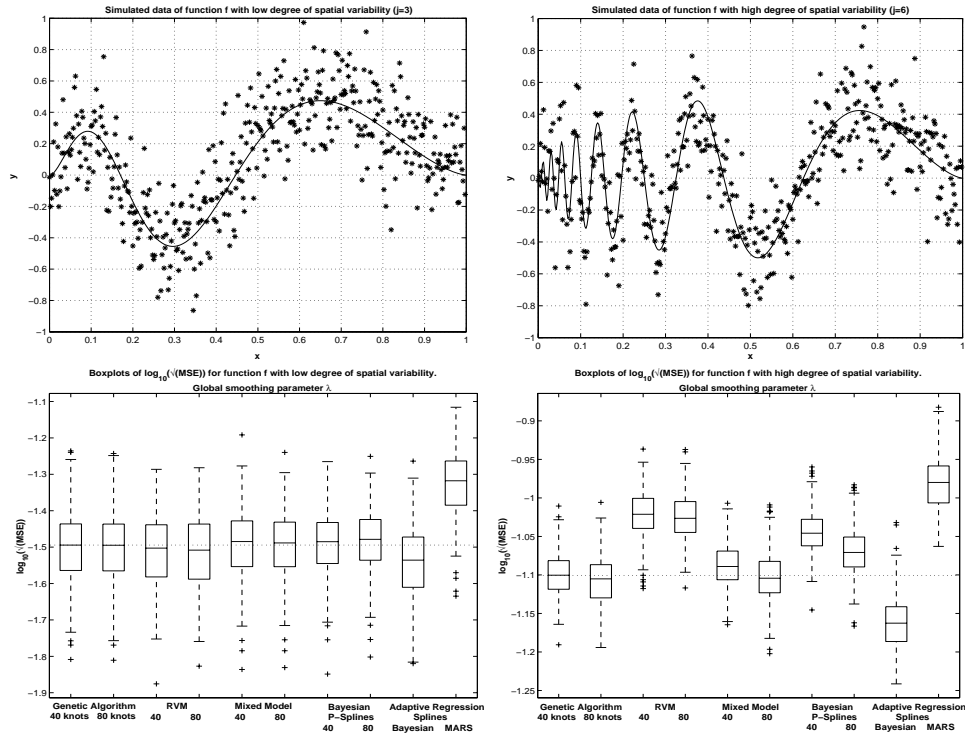 Simulated data of function f with low degree of spatial variability (j=3)
1
0.8
0.6
0.4
0.2
0.0
−0.2
−0.4
−0.6
−0.8
−1
y
0 0.1 0.2 0.3 0.4 0.5 0.6 0.7 0.8 0.9 1
x
Simulated data of function f with high degree of spatial variability (j=6)
1
0.8
0.6
0.4
0.2
0.0
−0.2
−0.4
−0.6
−0.8
−1
y
0 0.1 0.2 0.3 0.4 0.5 0.6 0.7 0.8 0.9 1
x
Boxplots of log10(√(MSE)) for function f with low degree of spatial variability.
Global smoothing parameter λ
−1.1
−1.2
−1.3
−1.4
−1.5
−1.6
−1.7
−1.8
−1.9
log10(√(MSE))
Genetic Algorithm RVM Mixed Model Bayesian Adaptive Regression
40 knots 80 knots 40 80 40 80 P−Splines Splines
40 80 Bayesian MARS
Boxplots of log10(√(MSE)) for function f with high degree of spatial variability.
Global smoothing parameter λ
−0.9
−0.95
−1
−1.05
−1.1
−1.15
−1.2
−1.25
log10(√(MSE))
Genetic Algorithm RVM Mixed Model Bayesian Adaptive Regression
40 knots 80 knots 40 80 40 80 P−Splines Splines
40 80 Bayesian MARS